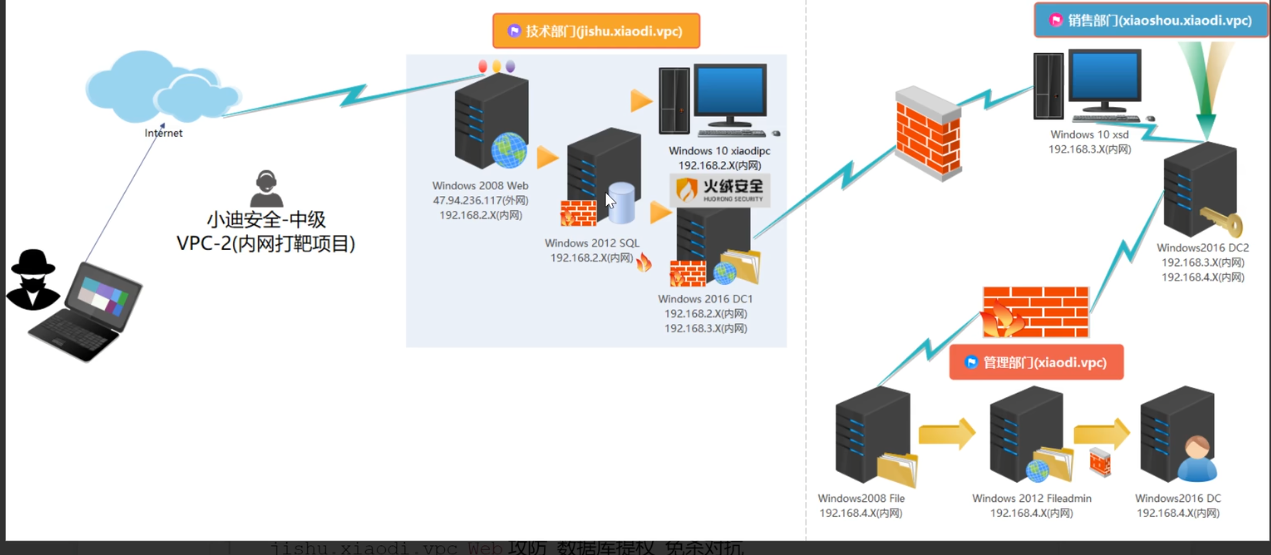 技术部门(jishu.xiaodi.vpc)
销售部门(xiaoshou.xiaodi.vpc)
Internet
小迪安全-中级
VPC-2(内网打靶项目)
Windows 2008 Web
47.94.236.117(外网)
192.168.2.X(内网)
Windows 2012 SQL
192.168.2.X(内网)
Windows 10 xiaodipc
192.168.2.X(内网)
火绒安全
HUORONG SECURITY
Windows 2016 DC1
192.168.2.X(内网)
192.168.3.X(内网)
Windows 10 xsd
192.168.3.X(内网)
Windows2016 DC2
192.168.3.X(内网)
192.168.4.X(内网)
管理部门(xiaodi.vpc)
Windows2008 File
192.168.4.X(内网)
Windows 2012 Fileadmin
192.168.4.X(内网)
Windows2016 DC
192.168.4.X(内网)
jishu.xiaodi.vpc Web攻防 数据库提权 免杀对抗